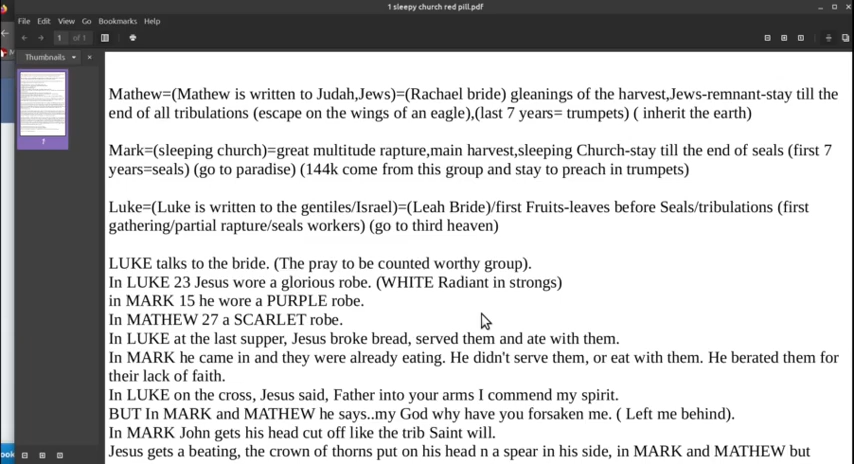 1 sleepy church red pill.pdf
File Edit View Go Bookmarks Help
1 of 1
Thumbnails
Mathew=(Mathew is written to Judah,Jews)=(Rachael bride) gleanings of the harvest,Jews-remnant-stay till the
end of all tribulations (escape on the wings of an eagle),(last 7 years= trumpets) ( inherit the earth)
Mark=(sleeping church)=great multitude rapture,main harvest,sleeping Church-stay till the end of seals (first 7
years=seals) (go to paradise) (144k come from this group and stay to preach in trumpets)
Luke=(Luke is written to the gentiles/Israel)=(Leah Bride)/first Fruits-leaves before Seals/tribulations (first
gathering/partial rapture/seals workers) (go to third heaven)
LUKE talks to the bride. (The pray to be counted worthy group).
In LUKE 23 Jesus wore a glorious robe. (WHITE Radiant in strongs)
in MARK 15 he wore a PURPLE robe.
In MATHEW 27 a SCARLET robe.
In LUKE at the last supper, Jesus broke bread, served them and ate with them.
In MARK he came in and they were already eating. He didn't serve them, or eat with them. He berated them for
their lack of faith.
In LUKE on the cross, Jesus said, Father into your arms I commend my spirit.
BUT In MARK and MATHEW he says..my God why have you forsaken me. ( Left me behind).
In MARK John gets his head cut off like the trib Saint will.
Jesus gets a beating, the crown of thorns put on his head n a spear in his side, in MARK and MATHEW but